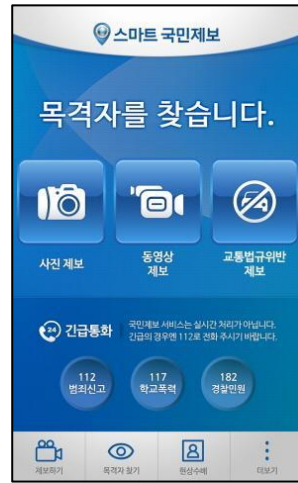 스마트 국민제보
목격자를 찾습니다.
사진 제보
동영상
제보
교통법규위반
제보
24
긴급통화
국민제보 서비스는 실시간 처리가 아닙니다.
긴급의 경우엔 112로 전화 주시기 바랍니다.
112
범죄신고
117
학교폭력
182
경찰민원
제보하기
목격자 찾기
현상수배
더보기